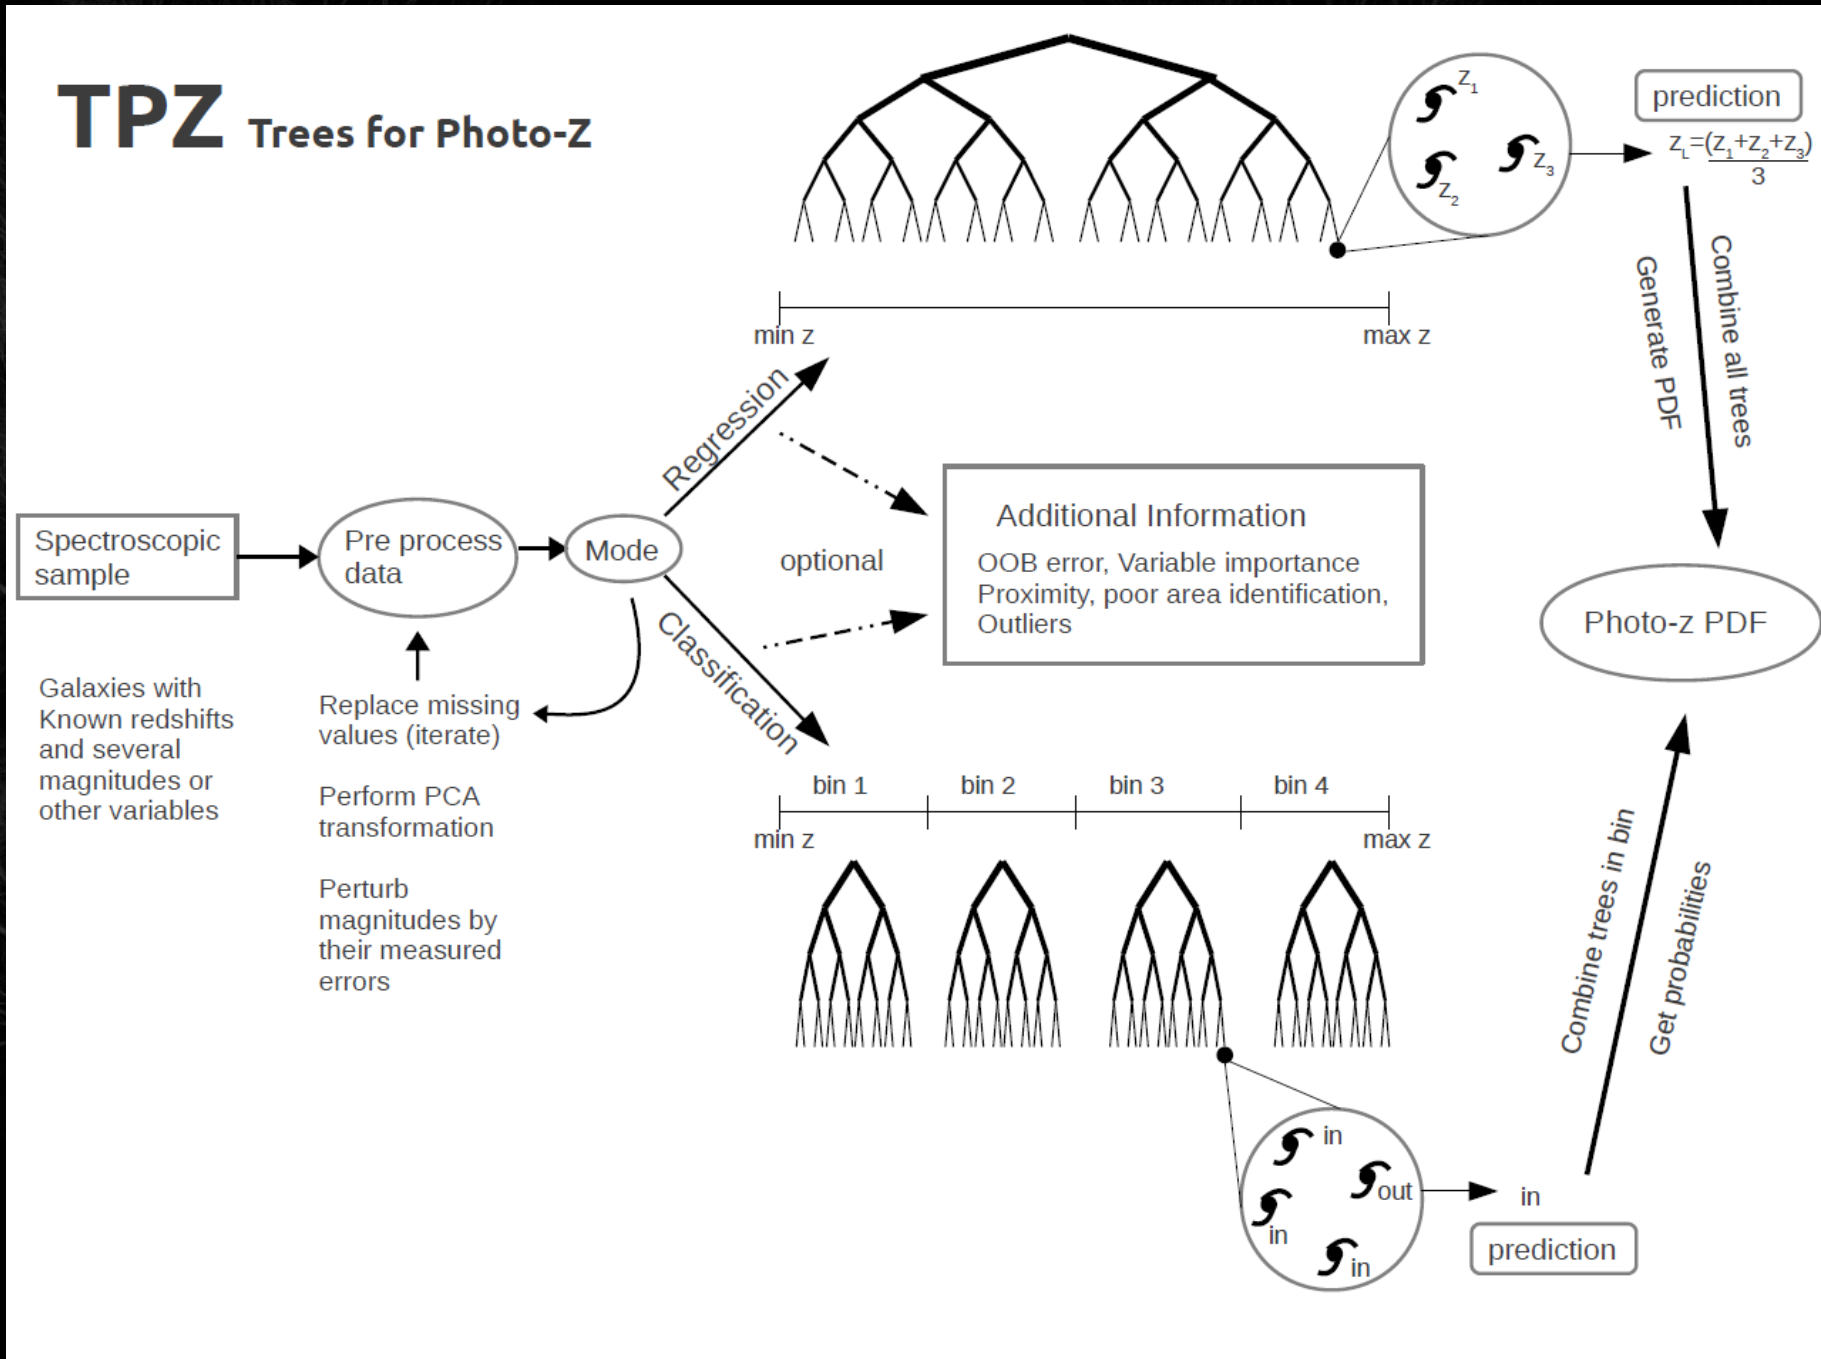 TPZ Trees for Photo-Z
z₁
z₂
z₃
prediction
z_L=(z₁+z₂+z₃)
3
min z
max z
Generate PDF
Combine all trees
Regression
Spectroscopic
sample
Pre process
data
Mode
optional
Additional Information
OOB error, Variable importance
Proximity, poor area identification,
Outliers
Photo-z PDF
Classification
Galaxies with
Known redshifts
and several
magnitudes or
other variables
Replace missing
values (iterate)
Perform PCA
transformation
Perturb
magnitudes by
their measured
errors
bin 1
bin 2
bin 3
bin 4
min z
max z
Combine trees in bin
Get probabilities
in
out
in
in
in
prediction